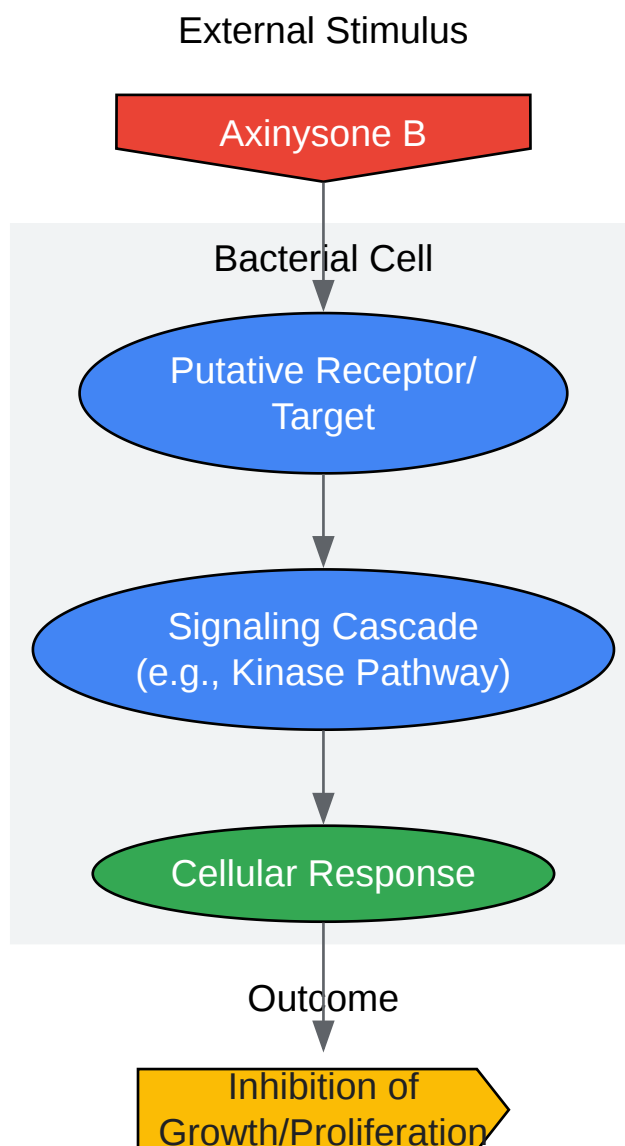 External Stimulus
Axinysone B
Bacterial Cell
Putative Receptor/
Target
Signaling Cascade
(e.g., Kinase Pathway)
Cellular Response
Outcome
Inhibition of
Growth/Proliferation